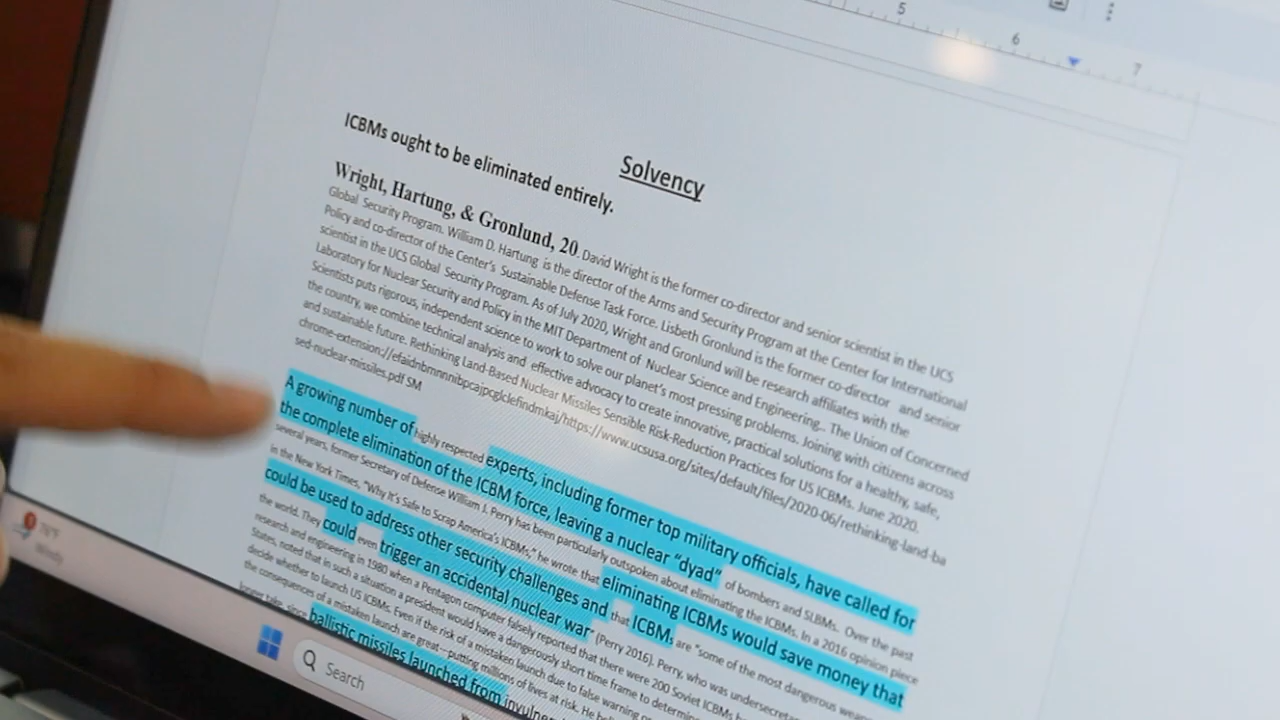 5 6 7
Solvency
ICBMs ought to be eliminated entirely.
Wright, Hartung, & Gronlund, 20. David Wright is the former co-director and senior scientist in the UCS
Global Security Program. William D. Hartung is the director of the Arms and Security Program at the Center for International
Policy and co-director of the Center's Sustainable Defense Task Force. Lisbeth Gronlund is the former co-director and senior
scientist in the UCS Global Security Program. As of July 2020, Wright and Gronlund will be research affiliates with the
Laboratory for Nuclear Security and Policy in the MIT Department of Nuclear Science and Engineering.. The Union of Concerned
Scientists puts rigorous, independent science to work to solve our planet's most pressing problems. Joining with citizens across
the country, we combine technical analysis and effective advocacy to create innovative, practical solutions for a healthy, safe,
and sustainable future. Rethinking Land-Based Nuclear Missiles Sensible Risk-Reduction Practices for US ICBMs. June 2020.
chrome-extension://efaidnbmnnnibpcajpcglclefindmkaj/https://www.ucsusa.org/sites/default/files/2020-06/rethinking-land-ba
sed-nuclear-missiles.pdf SM
A growing number of highly respected experts, including former top military officials, have called for
the complete elimination of the ICBM force, leaving a nuclear “dyad” of bombers and SLBMs. Over the past
several years, former Secretary of Defense William J. Perry has been particularly outspoken about eliminating the ICBMs. In a 2016 opinion piece
in the New York Times, “Why It's Safe to Scrap America's ICBMs,” he wrote that eliminating ICBMs would save money that
could be used to address other security challenges and that ICBMs are “some of the most dangerous
the world. They could even trigger an accidental nuclear war” (Perry 2016). Perry, who was
research and engineering in 1980 when a Pentagon computer falsely reported that there were 200 Soviet ICBMs
States, noted that in such a situation a president would have a dangerously short time frame to
decide whether to launch US ICBMs. Even if the risk of a mistaken launch due to false warning
the consequences of a mistaken launch are great—putting millions of lives at risk. He
longer take, since ballistic missiles launched from
Search